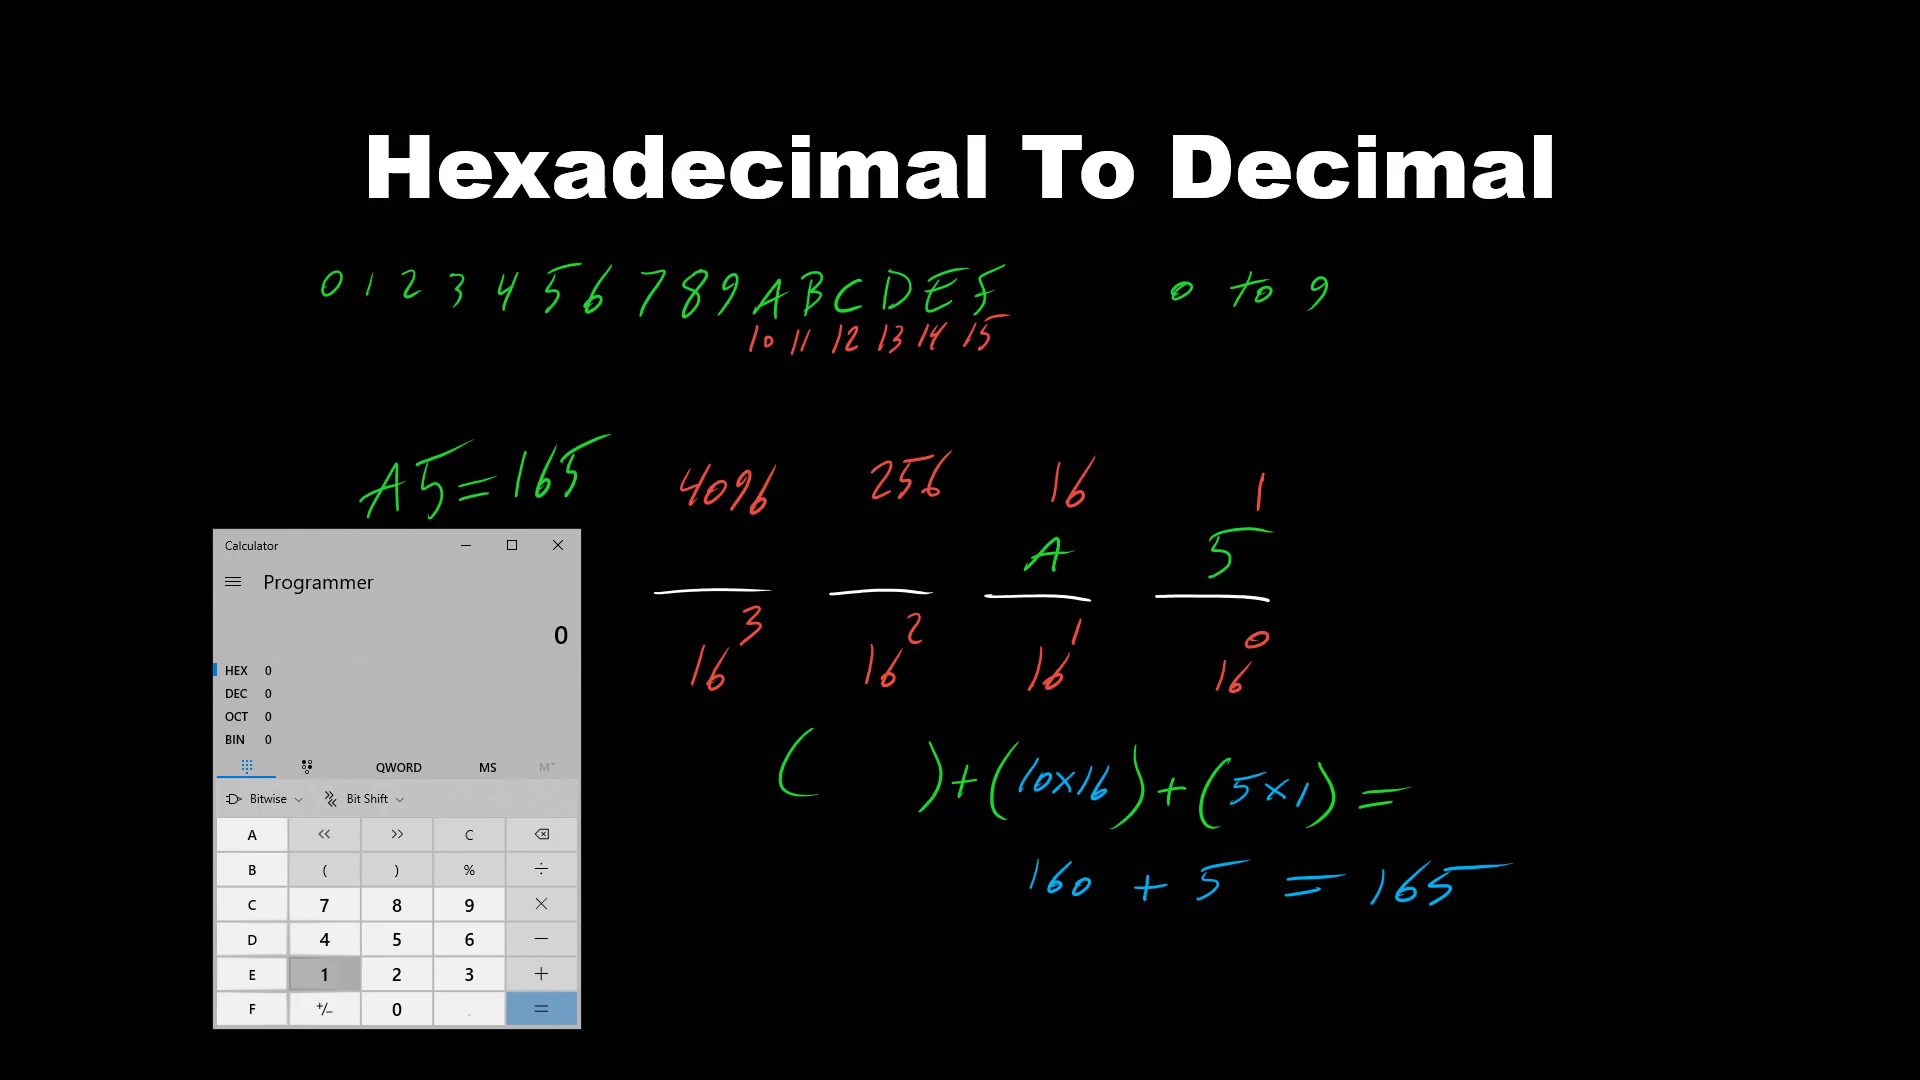 Hexadecimal To Decimal
0 1 2 3 4 5 6 7 8 9 A B C D E F 0 to 9
10 11 12 13 14 15
A5=165 4096 256 16 1
A 5
16³ 16² 16¹ 16⁰
( )+(10×16)+(5×1)=
160 + 5 = 165
Calculator
Programmer
0
HEX 0
DEC 0
OCT 0
BIN 0
QWORD MS M˅
Bitwise Bit Shift
A << >> C
B ( ) % ÷
C 7 8 9 ×
D 4 5 6 −
E 1 2 3 +
F +/− 0 . =